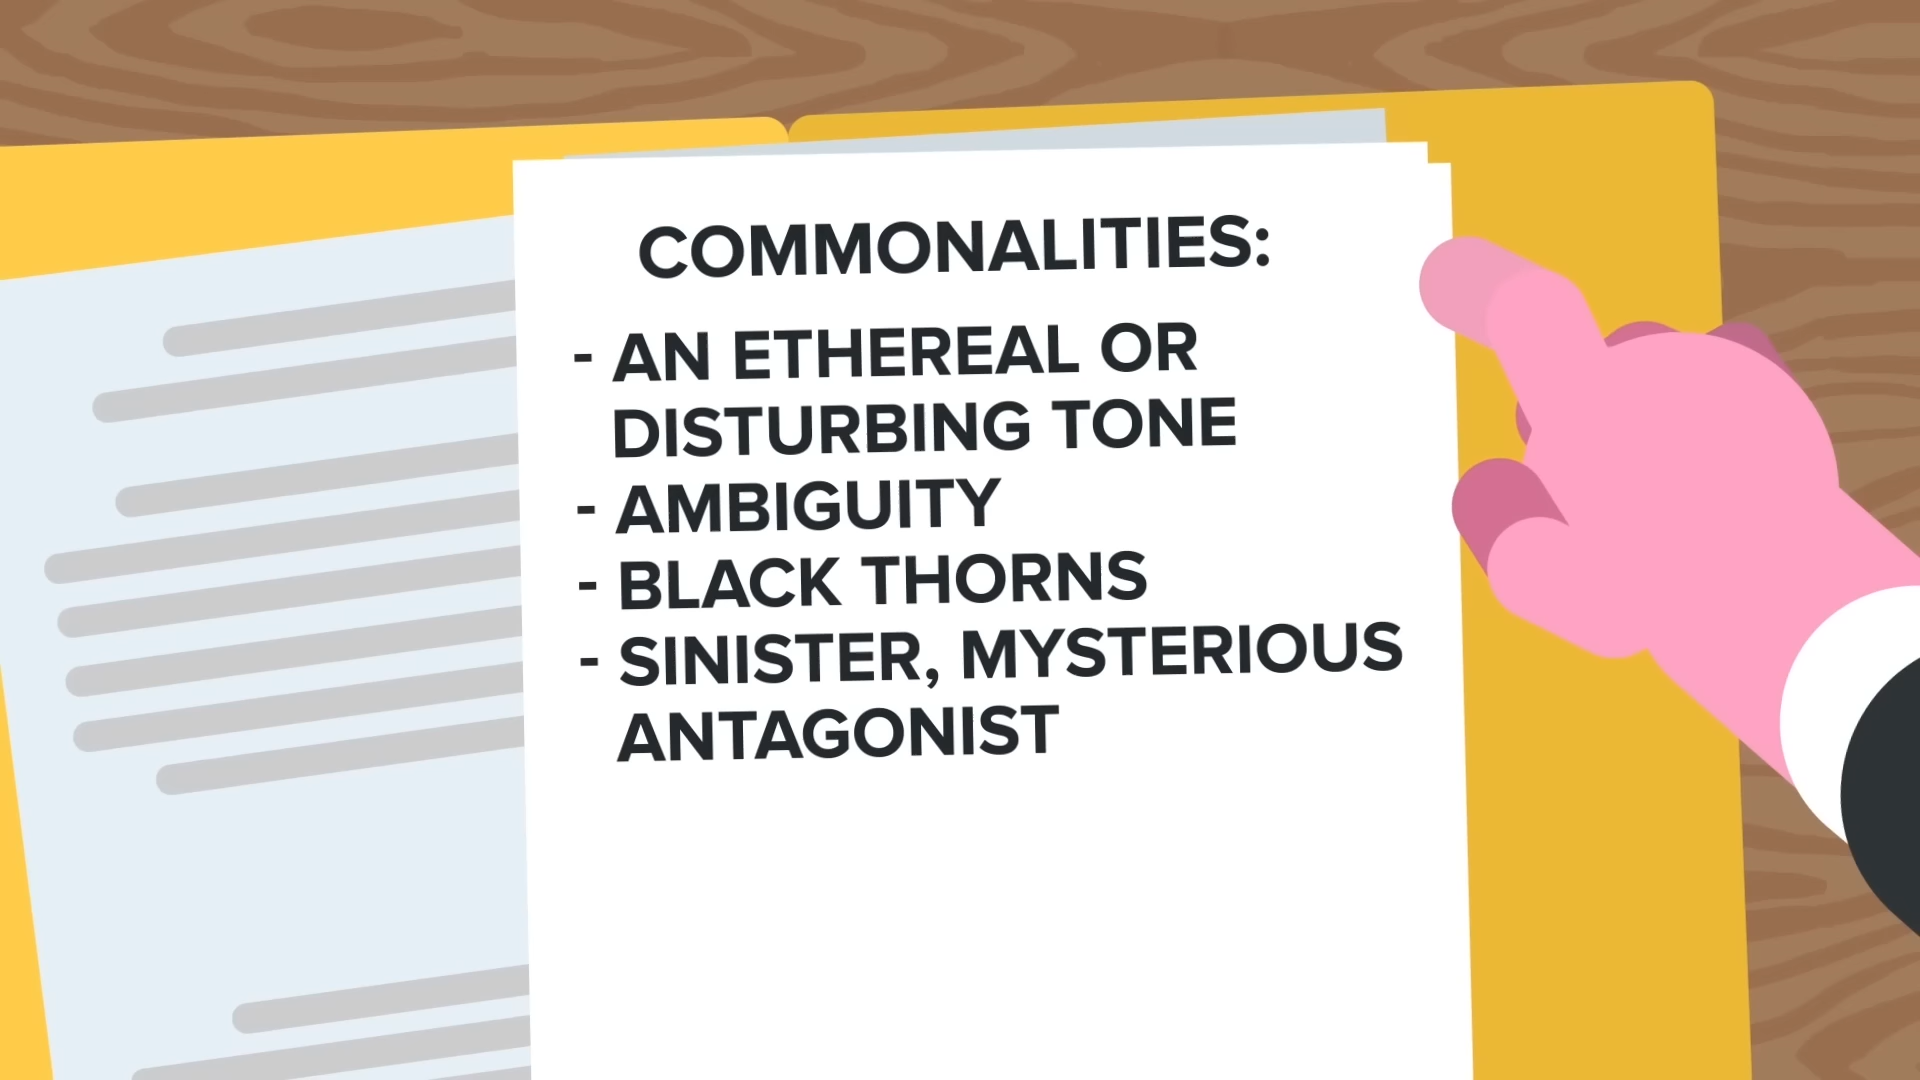 COMMONALITIES:
- AN ETHEREAL OR
DISTURBING TONE
- AMBIGUITY
- BLACK THORNS
- SINISTER, MYSTERIOUS
ANTAGONIST